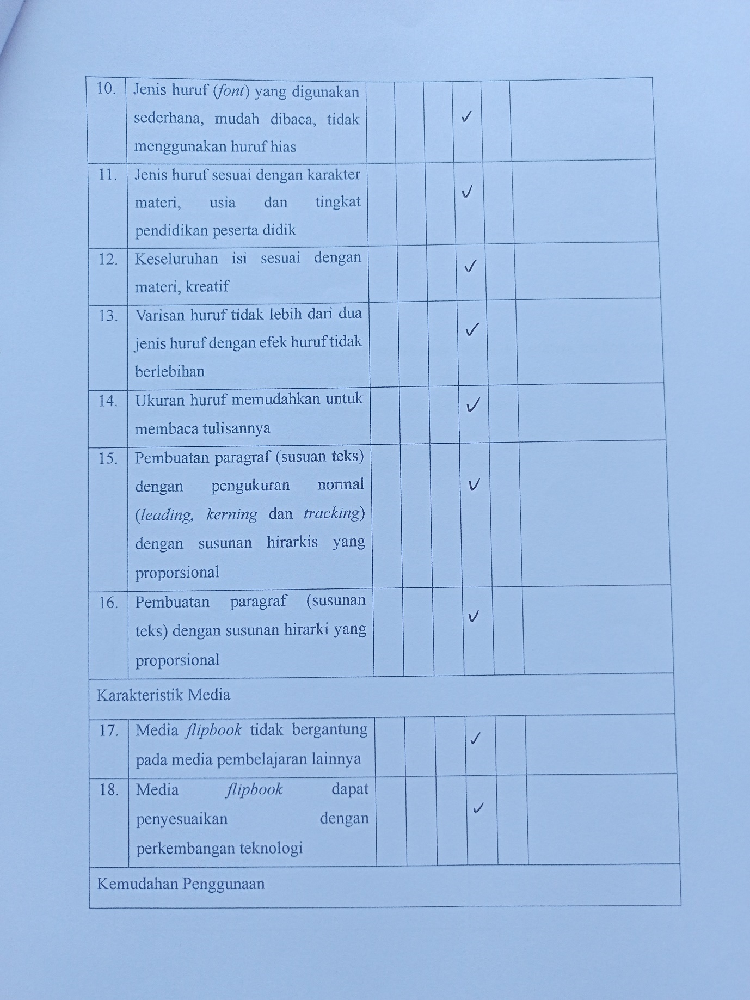 10. Jenis huruf (font) yang digunakan
sederhana, mudah dibaca, tidak
menggunakan huruf hias
✓
11. Jenis huruf sesuai dengan karakter
materi, usia dan tingkat
pendidikan peserta didik
✓
12. Keseluruhan isi sesuai dengan
materi, kreatif
✓
13. Varisan huruf tidak lebih dari dua
jenis huruf dengan efek huruf tidak
berlebihan
✓
14. Ukuran huruf memudahkan untuk
membaca tulisannya
✓
15. Pembuatan paragraf (susuan teks)
dengan pengukuran normal
(leading, kerning dan tracking)
dengan susunan hirarkis yang
proporsional
✓
16. Pembuatan paragraf (susunan
teks) dengan susunan hirarki yang
proporsional
✓
Karakteristik Media
17. Media flipbook tidak bergantung
pada media pembelajaran lainnya
✓
18. Media flipbook dapat
penyesuaikan dengan
perkembangan teknologi
✓
Kemudahan Penggunaan